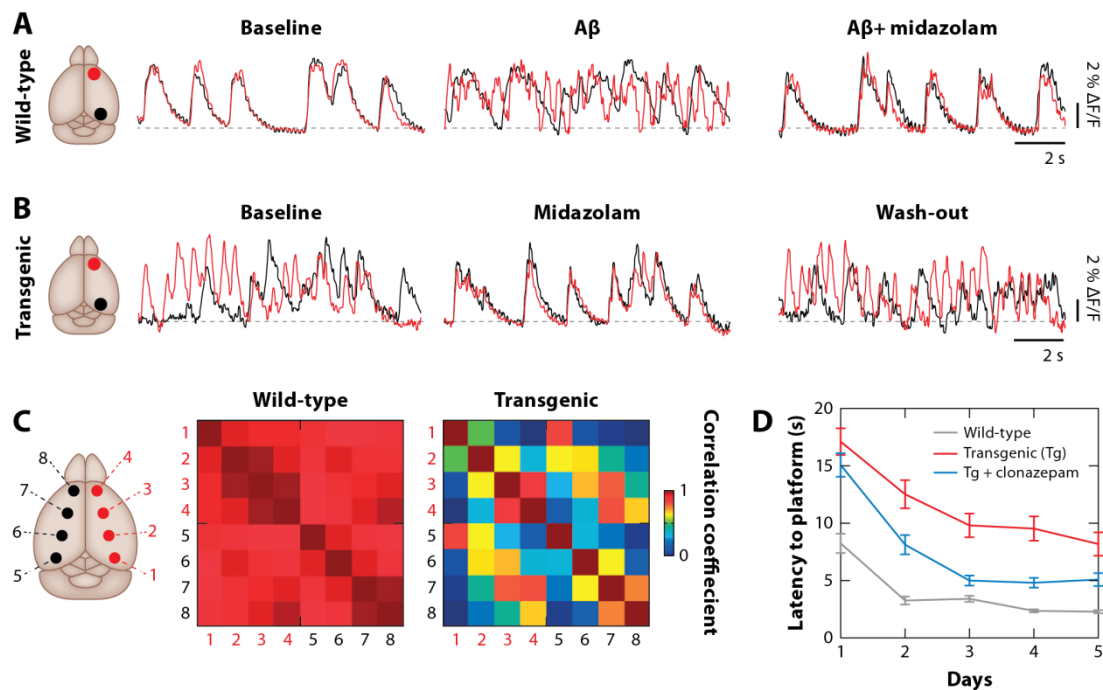 A
Baseline
Aβ
Aβ+ midazolam
Wild-type
2 % ΔF/F
2 s
B
Baseline
Midazolam
Wash-out
Transgenic
2 % ΔF/F
2 s
C
Wild-type
Transgenic
8
7
6
5
4
3
2
1
1
2
3
4
5
6
7
8
1 2 3 4 5 6 7 8
1
2
3
4
5
6
7
8
1 2 3 4 5 6 7 8
1
0
Correlation coeffiecient
D
Latency to platform (s)
20
15
10
5
0
Wild-type
Transgenic (Tg)
Tg + clonazepam
1 2 3 4 5
Days